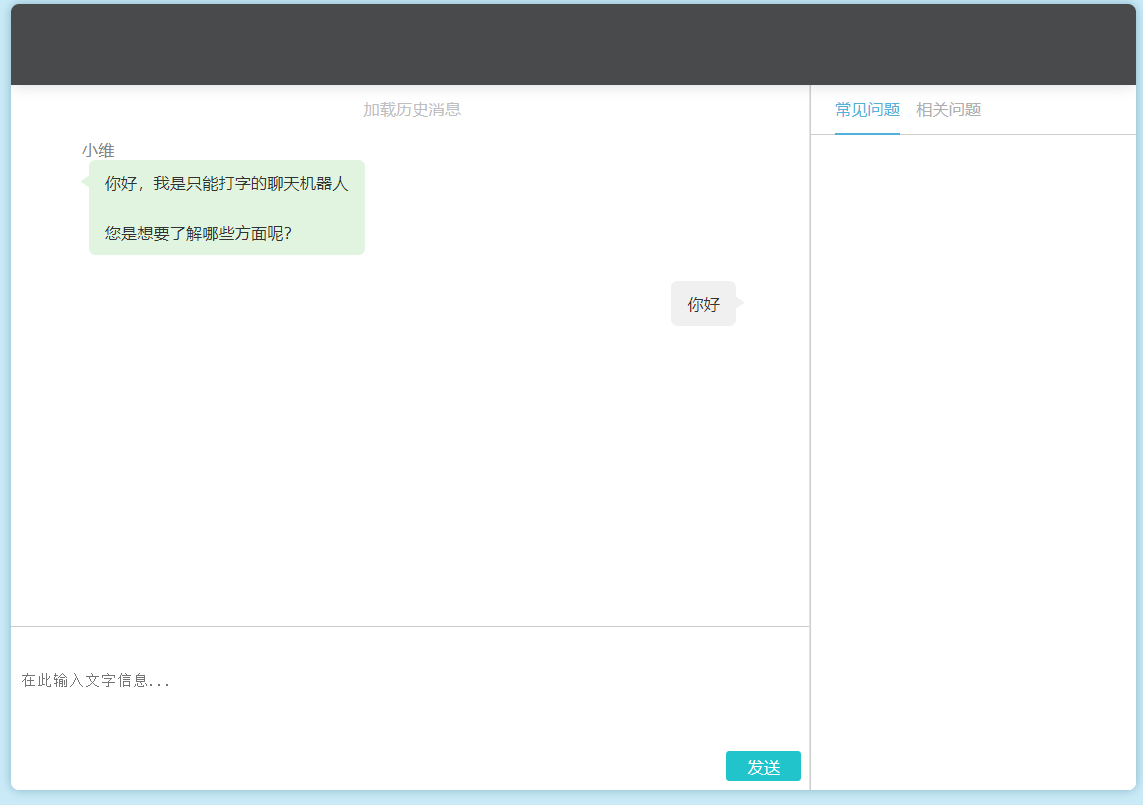 加载历史消息
常见问题 相关问题
小维
你好，我是只能打字的聊天机器人
您是想要了解哪些方面呢？
你好
在此输入文字信息...
发送